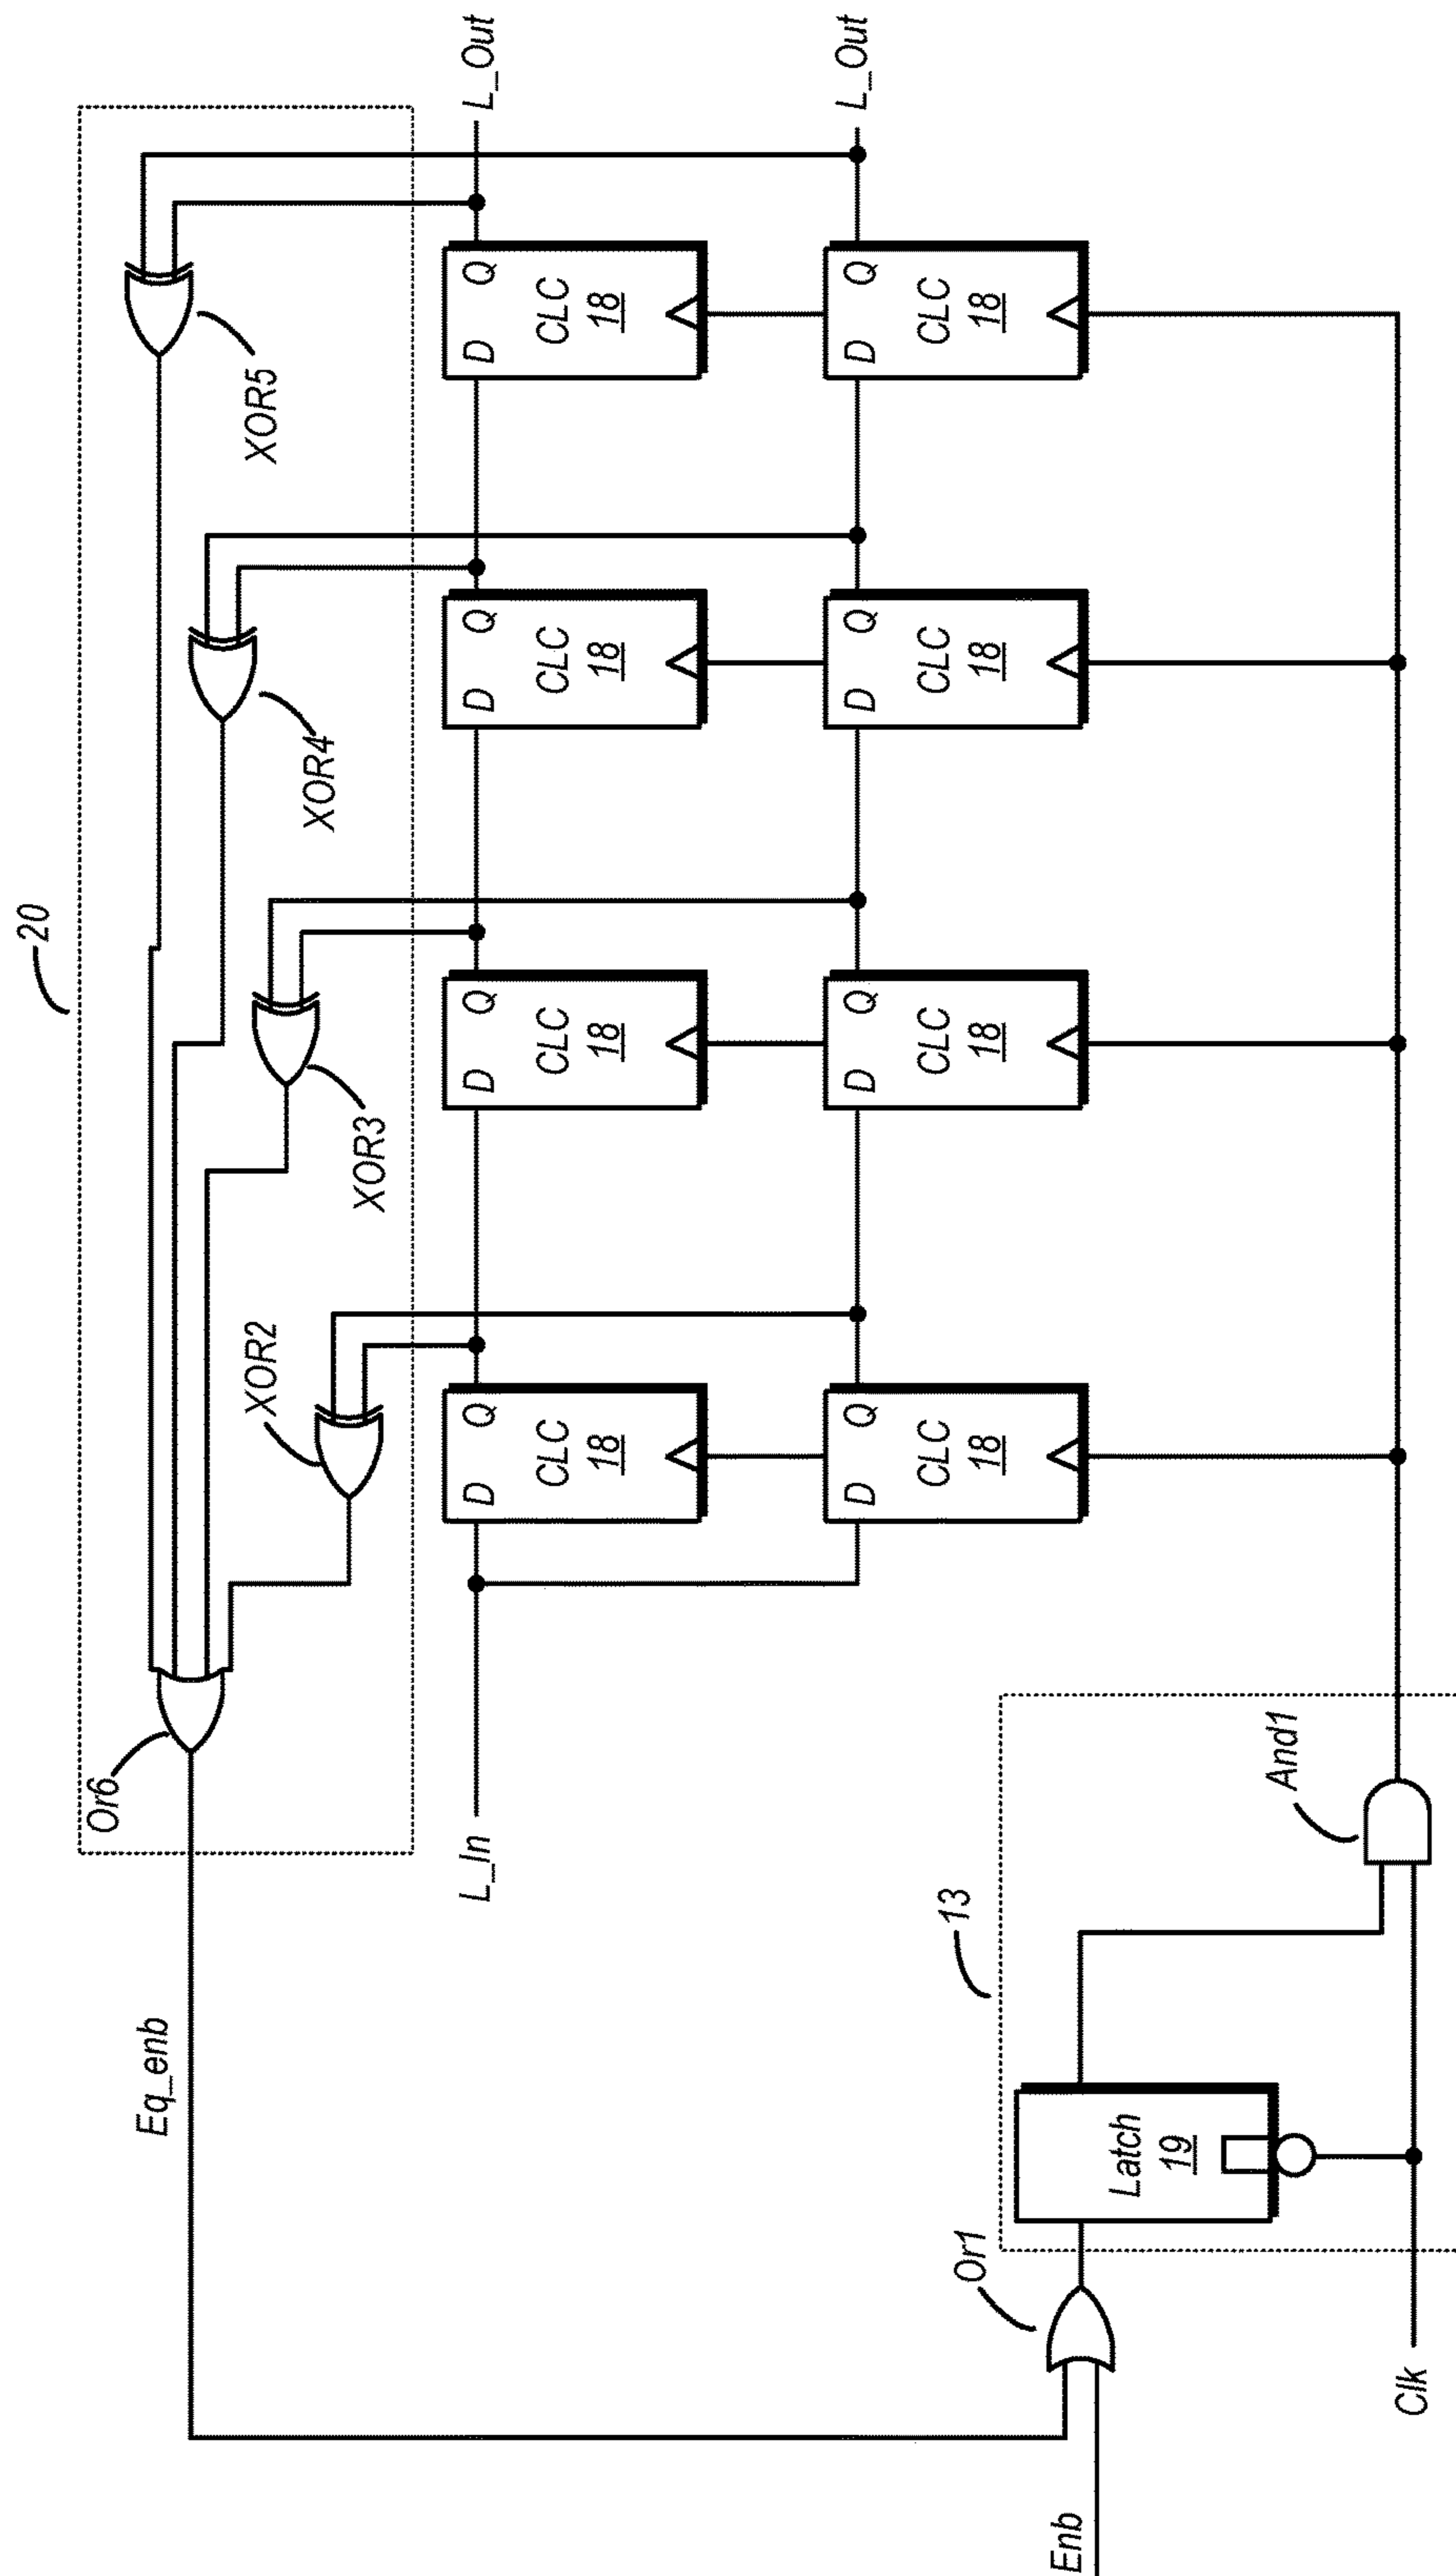 20
XOR5
XOR4
XOR3
XOR2
Or6
Eq_enb
L_In
L_Out
D Q
CLC
18
D Q
CLC
18
D Q
CLC
18
D Q
CLC
18
L_Out
D Q
CLC
18
D Q
CLC
18
D Q
CLC
18
D Q
CLC
18
13
Or1
Latch
19
And1
Enb
Clk